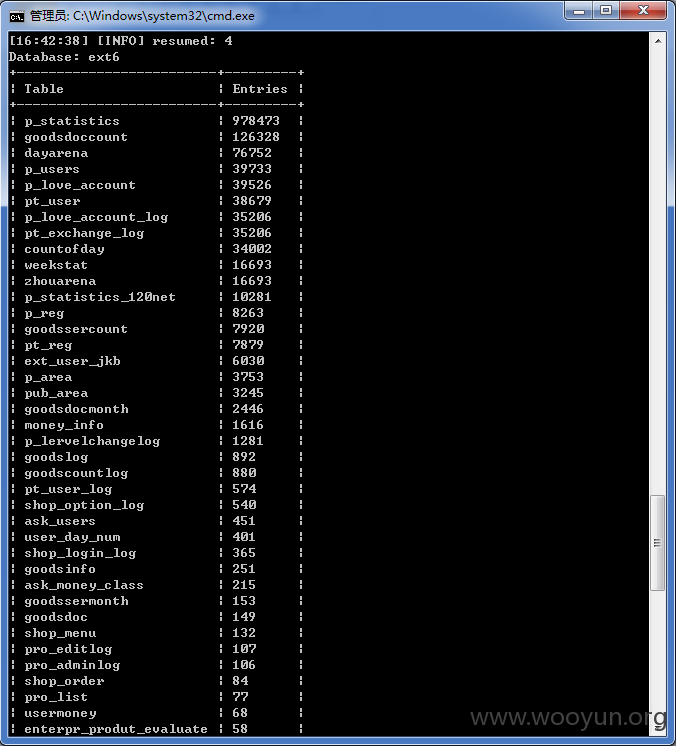 管理员: C:\Windows\system32\cmd.exe
[16:42:38] [INFO] resumed: 4
Database: ext6
+--------------------------+---------+
| Table | Entries |
+--------------------------+---------+
| p_statistics | 978473 |
| goodsdoccount | 126328 |
| dayarena | 76752 |
| p_users | 39733 |
| p_love_account | 39526 |
| pt_user | 38679 |
| p_love_account_log | 35206 |
| pt_exchange_log | 35206 |
| countofday | 34002 |
| weekstat | 16693 |
| zhouarena | 16693 |
| p_statistics_120net | 10281 |
| p_reg | 8263 |
| goodssercount | 7920 |
| pt_reg | 7879 |
| ext_user_jkb | 6030 |
| p_area | 3753 |
| pub_area | 3245 |
| goodsdocmonth | 2446 |
| money_info | 1616 |
| p_lervelchangelog | 1281 |
| goodslog | 892 |
| goodscountlog | 880 |
| pt_user_log | 574 |
| shop_option_log | 540 |
| ask_users | 451 |
| user_day_num | 401 |
| shop_login_log | 365 |
| goodsinfo | 251 |
| ask_money_class | 215 |
| goodssermonth | 153 |
| goodsdoc | 149 |
| shop_menu | 132 |
| pro_editlog | 107 |
| pro_adminlog | 106 |
| shop_order | 84 |
| pro_list | 77 |
| usermoney | 68 |
| enterpr_produt_evaluate | 58 |
www.wooyun.org